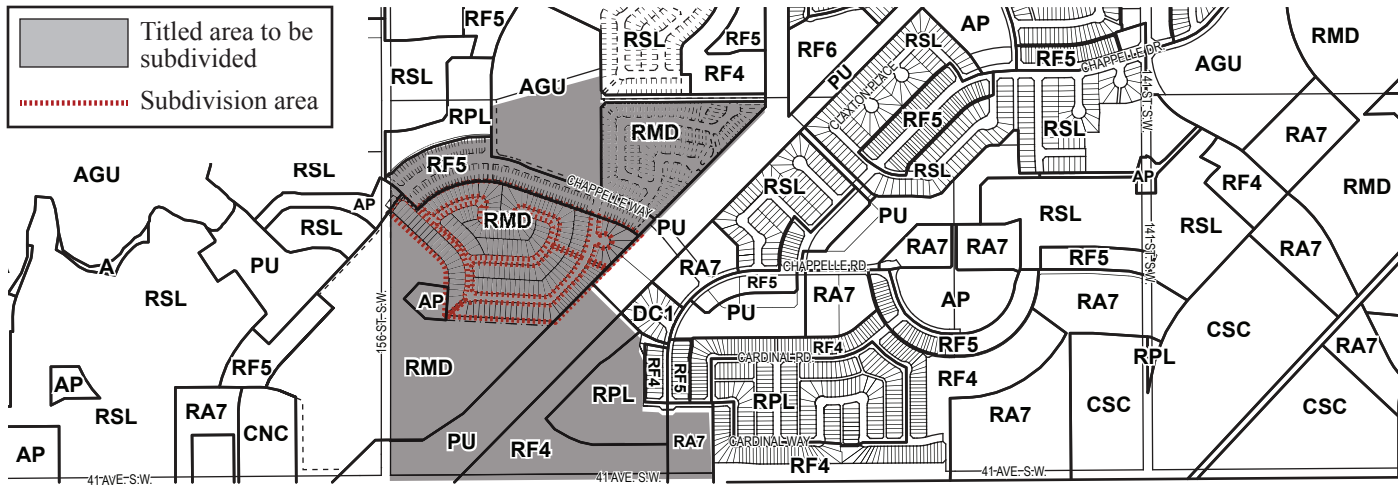 Titled area to be
subdivided
Subdivision area
RF5
RSL
RF5
RF4
RF6
AP
RSL
RF5
CHAPPELLE DR.
RMD
AGU
RSL
RPL
AGU
RMD
PU
CLAXTON PLACE
RF5
RSL
RSL
141 ST. S.W.
RA7
RMD
AGU
RSL
AP
RSL
RF5
CHAPPELLE WAY
RMD
PU
RSL
PU
AP
RF4
RSL
RSL
141 ST. S.W.
RA7
RA7
RA7
RF5
A
RSL
PU
156 ST. S.W.
AP
RA7
CHAPPELLE RD
RF5
PU
RA7
AP
RA7
DC1
CSC
RF5
RMD
RF4
RF5
CARDINAL RD
RF4
RF5
RF4
RPL
RA7
AP
RSL
RA7
CNC
RPL
RPL
RA7
CSC
CSC
AP
PU
RF4
RA7
CARDINAL WAY
RF4
41 AVE. S.W.
41 AVE. S.W.
41 AVE. S.W.